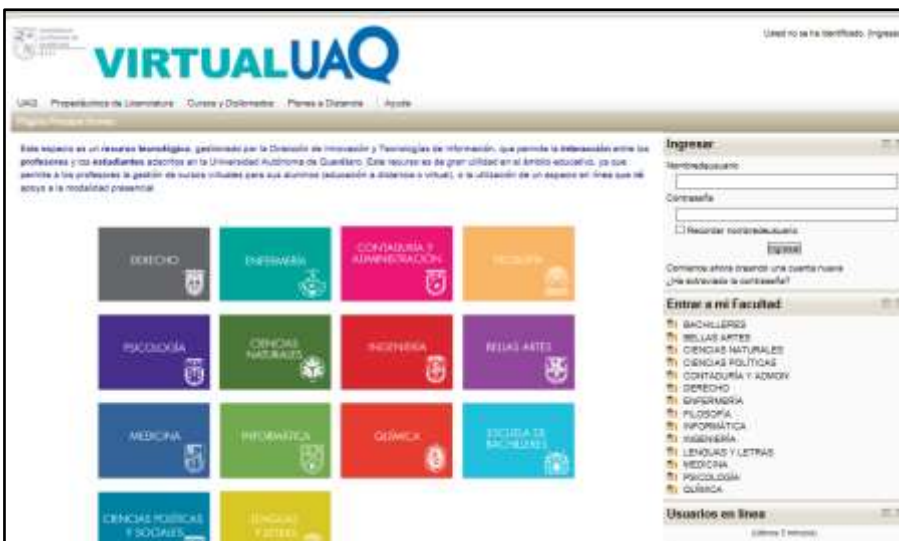 VIRTUALUAQ
Usted no se ha identificado. (Ingresar
UAQ Propedéuticos de Licenciatura Cursos y Diplomados Planes a Distancia Ayuda
Este espacio es un recurso tecnológico, gestionado por la Dirección de Innovación y Tecnologías de Información, que permite la interacción entre los
profesores y los estudiantes adscritos en la Universidad Autónoma de Querétaro. Este recurso es de gran utilidad en el ámbito educativo, ya que
permite a los profesores la gestión de cursos virtuales para sus alumnos (educación a distancia o virtual), o la utilización de un espacio en línea que dé
apoyo a la modalidad presencial.
DERECHO
ENFERMERÍA
CONTADURÍA Y
ADMINISTRACIÓN
FILOSOFÍA
PSICOLOGÍA
CIENCIAS
NATURALES
INGENIERÍA
BELLAS ARTES
MEDICINA
INFORMÁTICA
QUÍMICA
ESCUELA DE
BACHILLERES
CIENCIAS POLÍTICAS
Y SOCIALES
LENGUAS
Y LETRAS
Ingresar
Nombredeusuario
Contraseña
Recordar nombredeusuario
Ingresar
Comience ahora creando una cuenta nueva
¿Ha extraviado la contraseña?
Entrar a mi Facultad
BACHILLERES
BELLAS ARTES
CIENCIAS NATURALES
CIENCIAS POLÍTICAS
CONTADURÍA Y ADMON
DERECHO
ENFERMERÍA
FILOSOFÍA
INFORMÁTICA
INGENIERÍA
LENGUAS Y LETRAS
MEDICINA
PSICOLOGÍA
QUÍMICA
Usuarios en línea
(últimos 5 minutos)